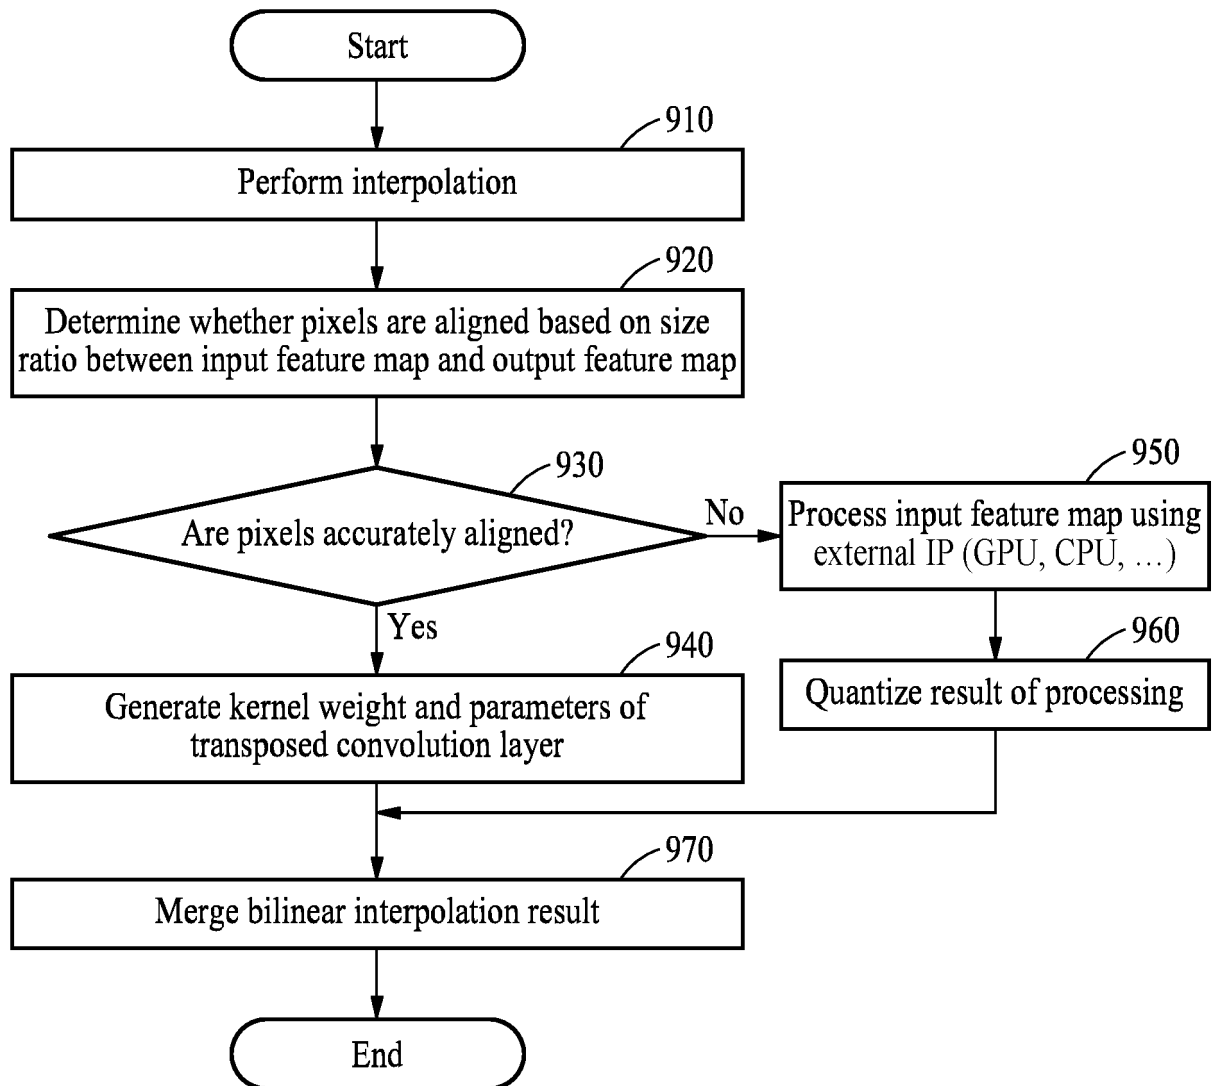 Start
910
Perform interpolation
920
Determine whether pixels are aligned based on size
ratio between input feature map and output feature map
930
Are pixels accurately aligned?
No
Yes
950
Process input feature map using
external IP (GPU, CPU, …)
960
Quantize result of processing
940
Generate kernel weight and parameters of
transposed convolution layer
970
Merge bilinear interpolation result
End